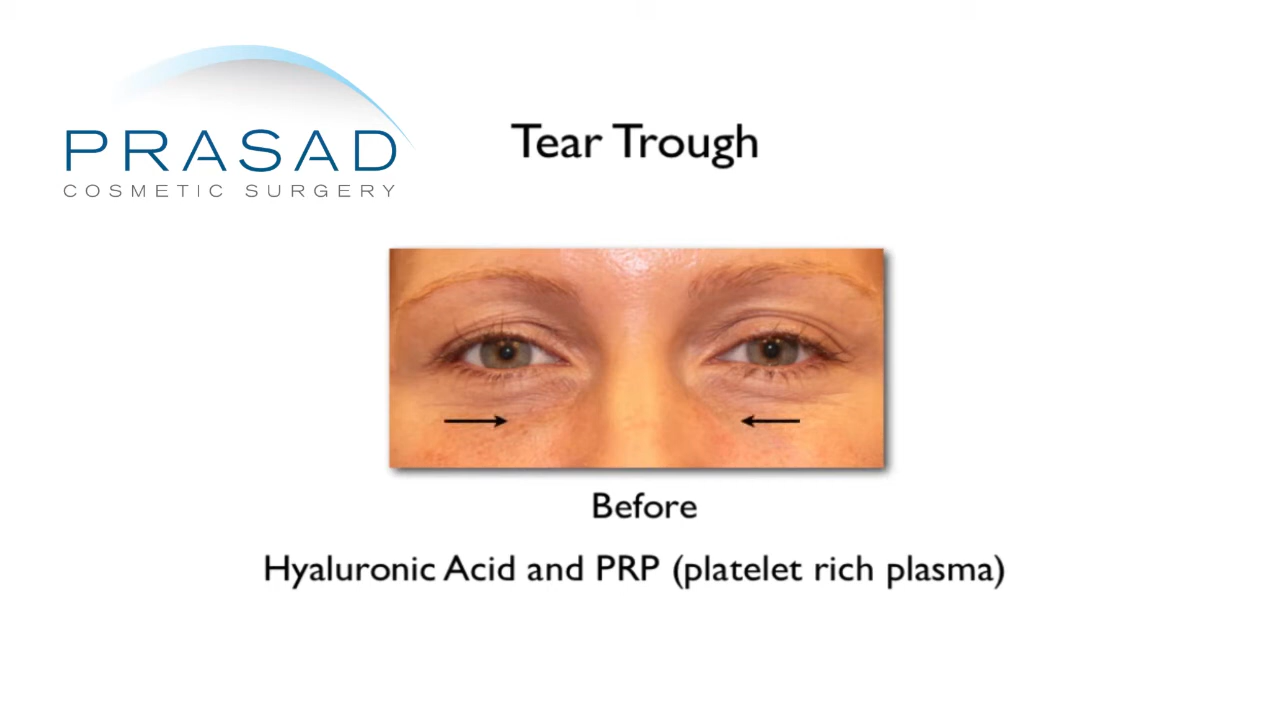 PRASAD
COSMETIC SURGERY
Tear Trough
Before
Hyaluronic Acid and PRP (platelet rich plasma)